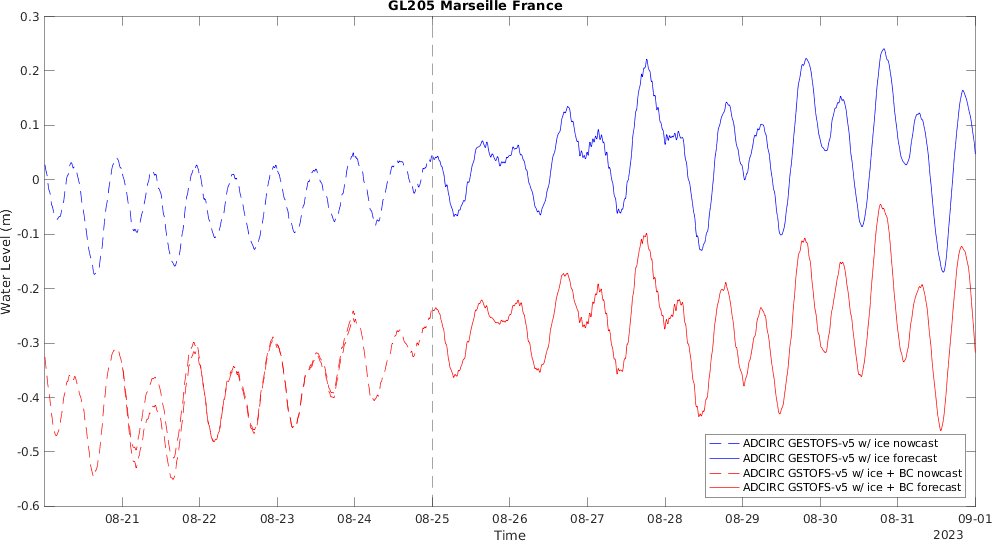 GL205 Marseille France
0.3
0.2
0.1
0
-0.1
-0.2
-0.3
-0.4
-0.5
-0.6
Water Level (m)
08-21 08-22 08-23 08-24 08-25 08-26 08-27 08-28 08-29 08-30 08-31 09-01
Time
2023
ADCIRC GESTOFS-v5 w/ ice nowcast
ADCIRC GESTOFS-v5 w/ ice forecast
ADCIRC GSTOFS-v5 w/ ice + BC nowcast
ADCIRC GSTOFS-v5 w/ ice + BC forecast